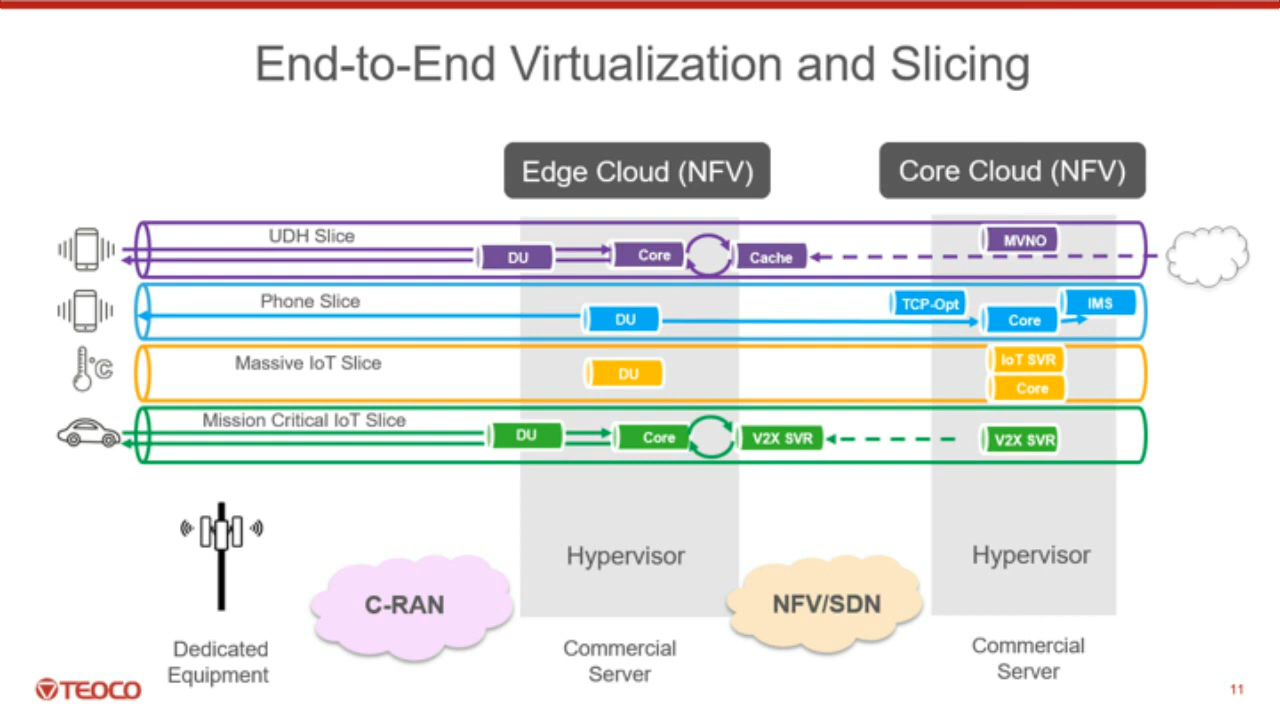 End-to-End Virtualization and Slicing
Edge Cloud (NFV)
Core Cloud (NFV)
UDH Slice
DU
Core
Cache
MVNO
Phone Slice
DU
TCP-Opt
Core
IMS
°C
Massive IoT Slice
DU
IoT SVR
Core
Mission Critical IoT Slice
DU
Core
V2X SVR
V2X SVR
Hypervisor
Hypervisor
C-RAN
NFV/SDN
Dedicated
Equipment
Commercial
Server
Commercial
Server
TEOCO
11